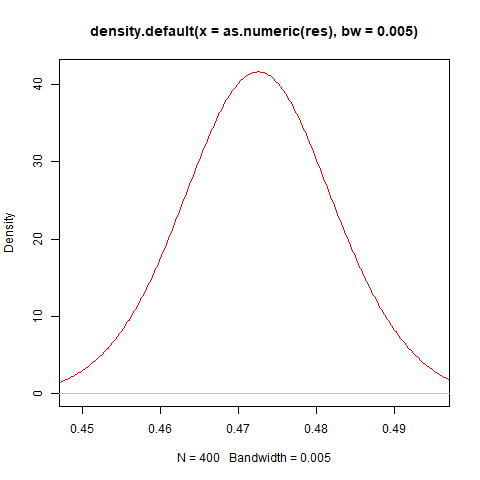 density.default(x = as.numeric(res), bw = 0.005)
Density
40
30
20
10
0
0.45 0.46 0.47 0.48 0.49
N = 400 Bandwidth = 0.005